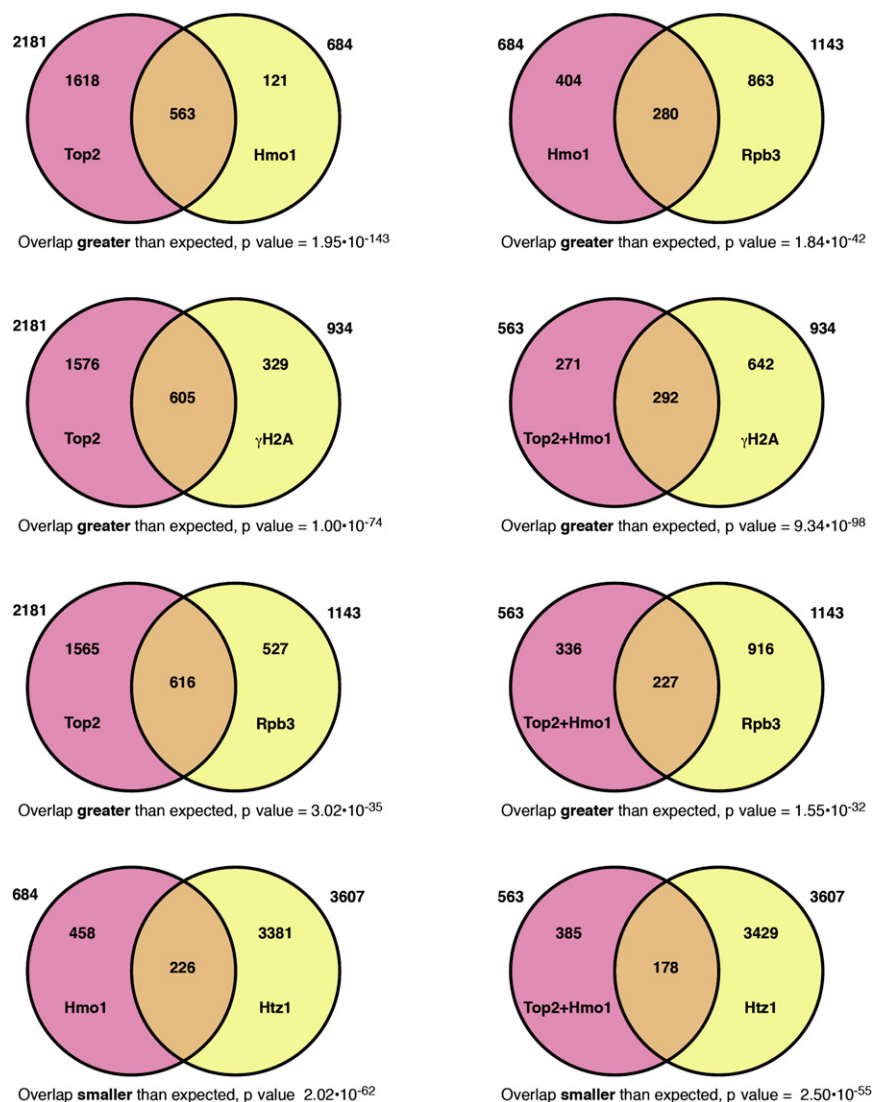 2181
684
1618
563
121
Top2
Hmo1
Overlap greater than expected, p value = 1.95•10-143
684
1143
404
280
863
Hmo1
Rpb3
Overlap greater than expected, p value = 1.84•10-42
2181
934
1576
605
329
Top2
γH2A
Overlap greater than expected, p value = 1.00•10-74
563
934
271
292
642
Top2+Hmo1
γH2A
Overlap greater than expected, p value = 9.34•10-98
2181
1143
1565
616
527
Top2
Rpb3
Overlap greater than expected, p value = 3.02•10-35
563
1143
336
227
916
Top2+Hmo1
Rpb3
Overlap greater than expected, p value = 1.55•10-32
684
3607
458
226
3381
Hmo1
Htz1
Overlap smaller than expected, p value 2.02•10-62
563
3607
385
178
3429
Top2+Hmo1
Htz1
Overlap smaller than expected, p value = 2.50•10-55